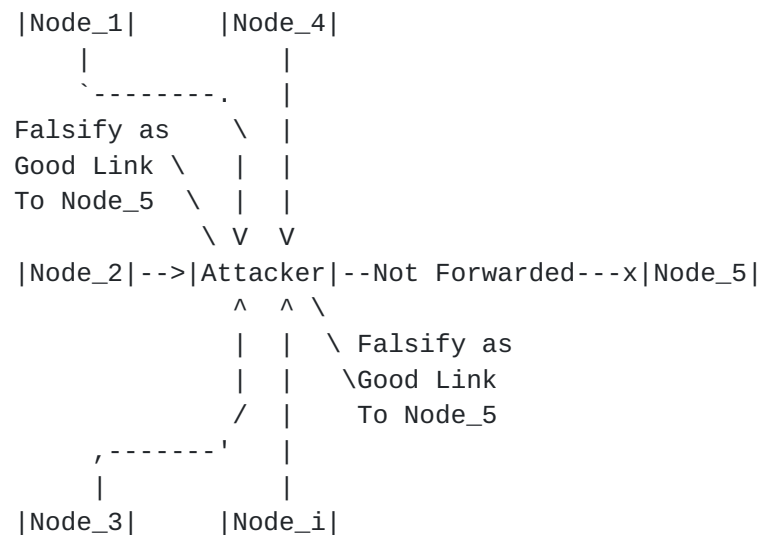 |Node_1|     |Node_4|
    |            |
    `--------.   |
Falsify as    \  |
Good Link \   |  |
To Node_5  \  |  |
            \ V  V
|Node_2|-->|Attacker|--Not Forwarded---x|Node_5|
              ^  ^ \
              |  |  \ Falsify as
              |  |   \Good Link
              /  |    To Node_5
     ,-------'   |
     |           |
|Node_3|     |Node_i|